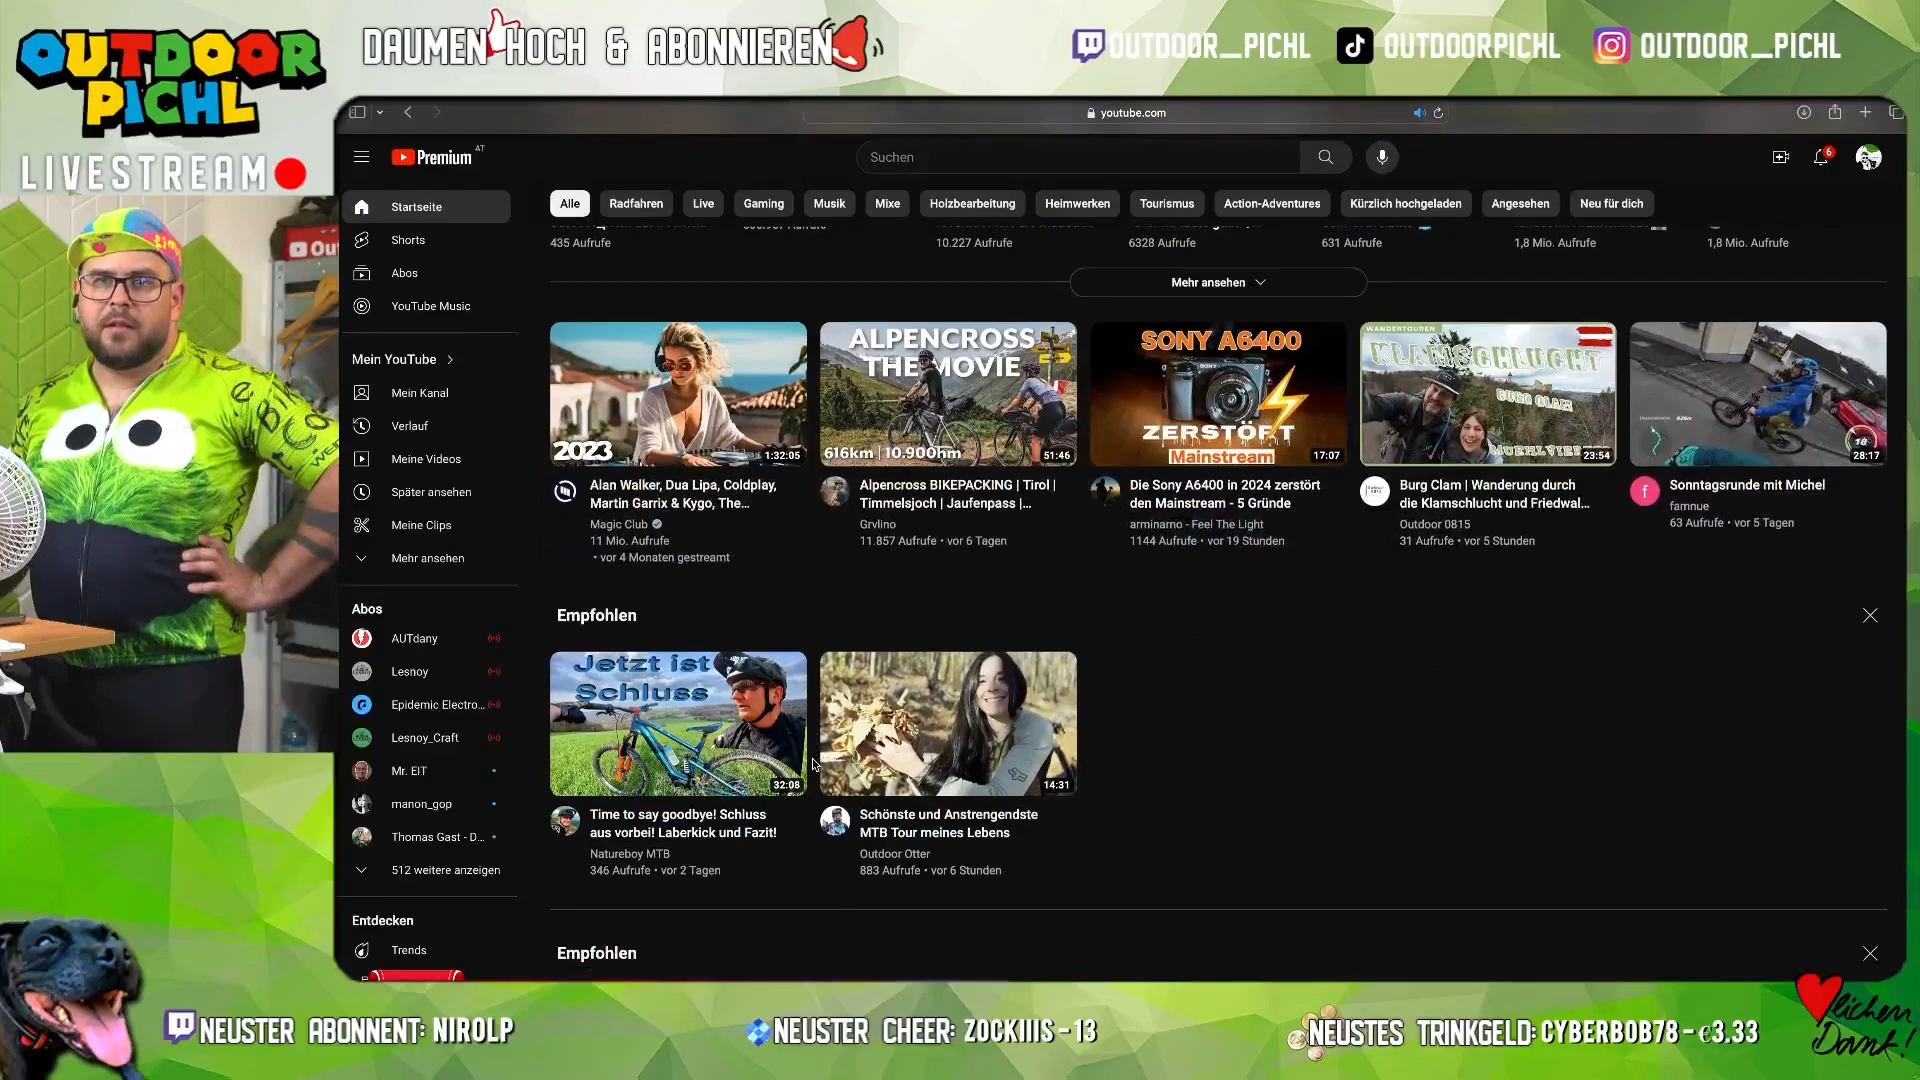 OUTDOOR
PICHL
LIVESTREAM
DAUMEN HOCH & ABONNIEREN
OUTDOOR_PICHL
OUTDOORPICHL
OUTDOOR_PICHL
youtube.com
Premium AT
Suchen
6
Startseite
Shorts
Abos
YouTube Music
Mein YouTube
Mein Kanal
Verlauf
Meine Videos
Später ansehen
Meine Clips
Mehr ansehen
Abos
AUTdany
Lesnoy
Epidemic Electro...
Lesnoy_Craft
Mr. EIT
manon_gop
Thomas Gast - D...
512 weitere anzeigen
Entdecken
Trends
Alle
Radfahren
Live
Gaming
Musik
Mixe
Holzbearbeitung
Heimwerken
Tourismus
Action-Adventures
Kürzlich hochgeladen
Angesehen
Neu für dich
435 Aufrufe
10.227 Aufrufe
6328 Aufrufe
631 Aufrufe
1,8 Mio. Aufrufe
1,8 Mio. Aufrufe
Mehr ansehen
2023
1:32:05
Alan Walker, Dua Lipa, Coldplay,
Martin Garrix & Kygo, The...
Magic Club
11 Mio. Aufrufe
• vor 4 Monaten gestreamt
ALPENCROSS
THE MOVIE
616km | 10.900hm
51:46
Alpencross BIKEPACKING | Tirol |
Timmelsjoch | Jaufenpass |...
Grvlino
11.857 Aufrufe • vor 6 Tagen
SONY A6400
SONY
ZERSTÖRT
Mainstream
17:07
Die Sony A6400 in 2024 zerstört
den Mainstream - 5 Gründe
arminarno - Feel The Light
1144 Aufrufe • vor 19 Stunden
WANDERTOUREN
KLAMSCHLUCHT
BURG CLAM
MUEHLVIERTEL
23:54
Burg Clam | Wanderung durch
die Klamschlucht und Friedwal...
Outdoor 0815
31 Aufrufe • vor 5 Stunden
18
28:17
Sonntagsrunde mit Michel
famnue
63 Aufrufe • vor 5 Tagen
Empfohlen
Jetzt ist
Schluss
32:08
Time to say goodbye! Schluss
aus vorbei! Laberkick und Fazit!
Natureboy MTB
346 Aufrufe • vor 2 Tagen
14:31
Schönste und Anstrengendste
MTB Tour meines Lebens
Outdoor Otter
883 Aufrufe • vor 6 Stunden
Empfohlen
NEUSTER ABONNENT: NIROLP
NEUSTER CHEER: ZOCKIIIS - 13
NEUSTES TRINKGELD: CYBERBOB78 - €3.33
lichen
Dank!